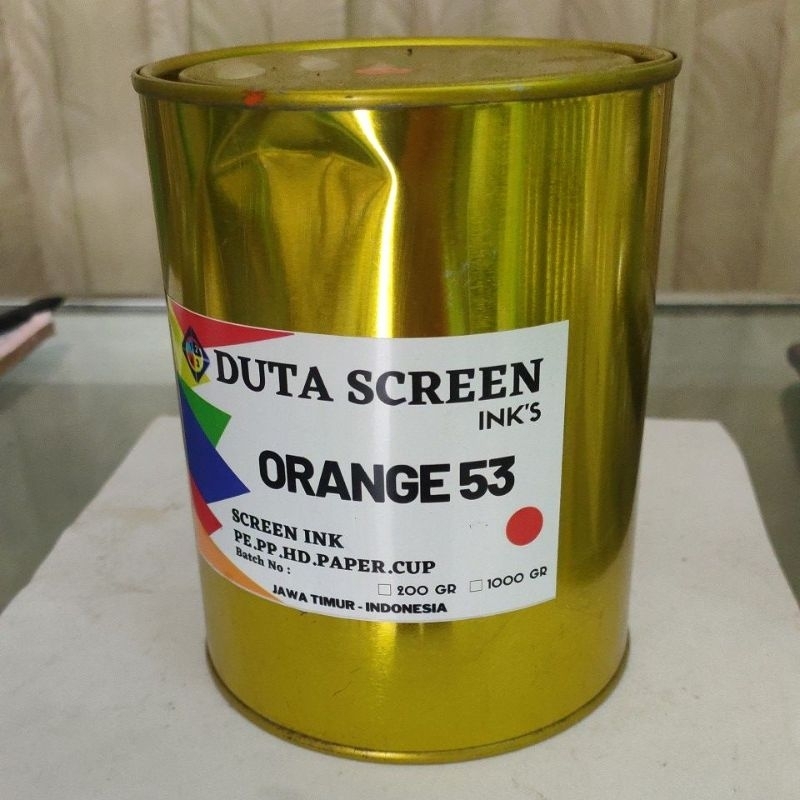 DUTA SCREEN
INK'S
ORANGE 53
SCREEN INK
PE.PP.HD.PAPER.CUP
Batch No :
200 GR 1000 GR
JAWA TIMUR - INDONESIA